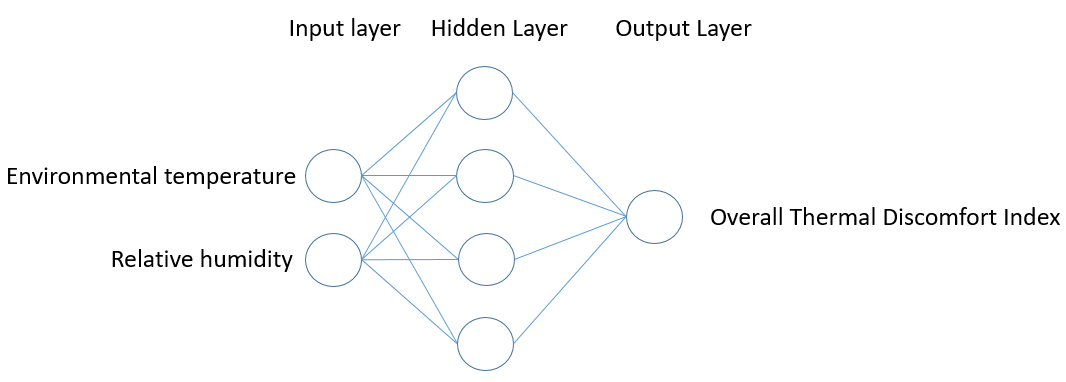 Input layer
Hidden Layer
Output Layer
Environmental temperature
Relative humidity
Overall Thermal Discomfort Index